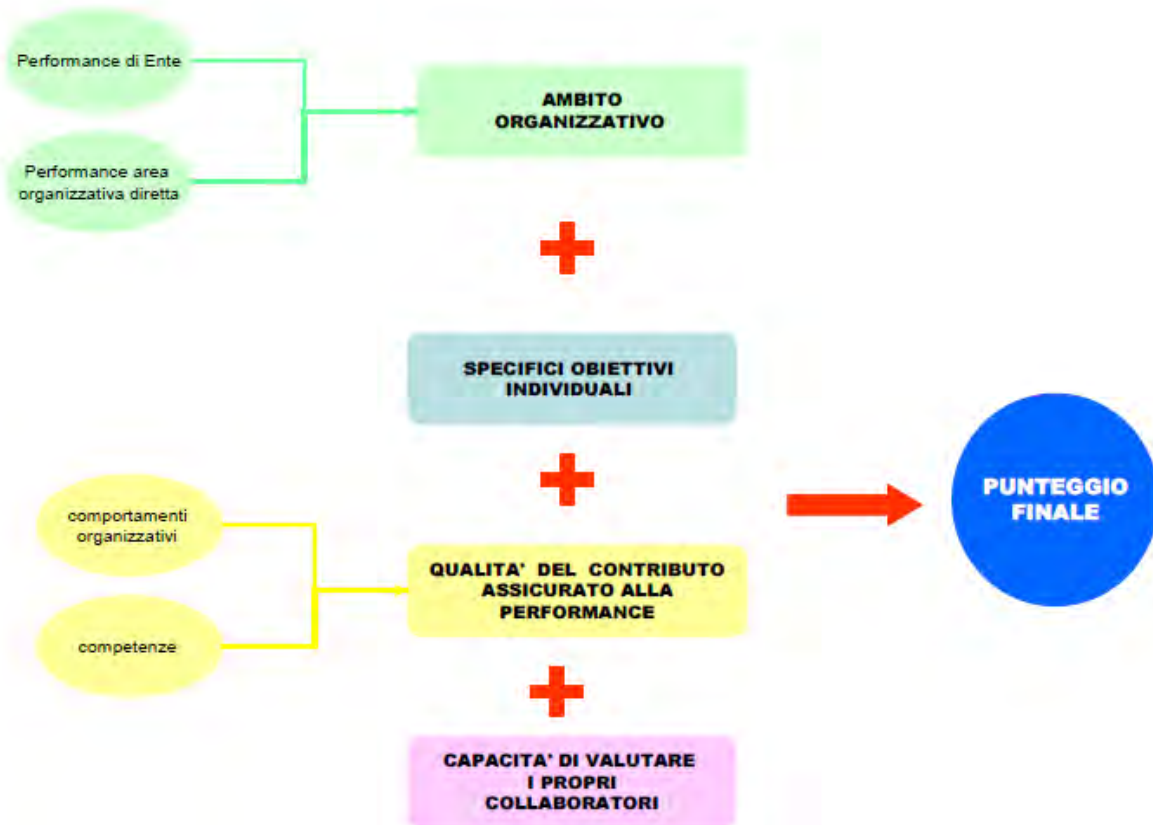 Performance di Ente
Performance area
organizzativa diretta
AMBITO
ORGANIZZATIVO
SPECIFICI OBIETTIVI
INDIVIDUALI
comportamenti
organizzativi
competenze
QUALITA' DEL CONTRIBUTO
ASSICURATO ALLA
PERFORMANCE
CAPACITA' DI VALUTARE
I PROPRI
COLLABORATORI
PUNTEGGIO
FINALE